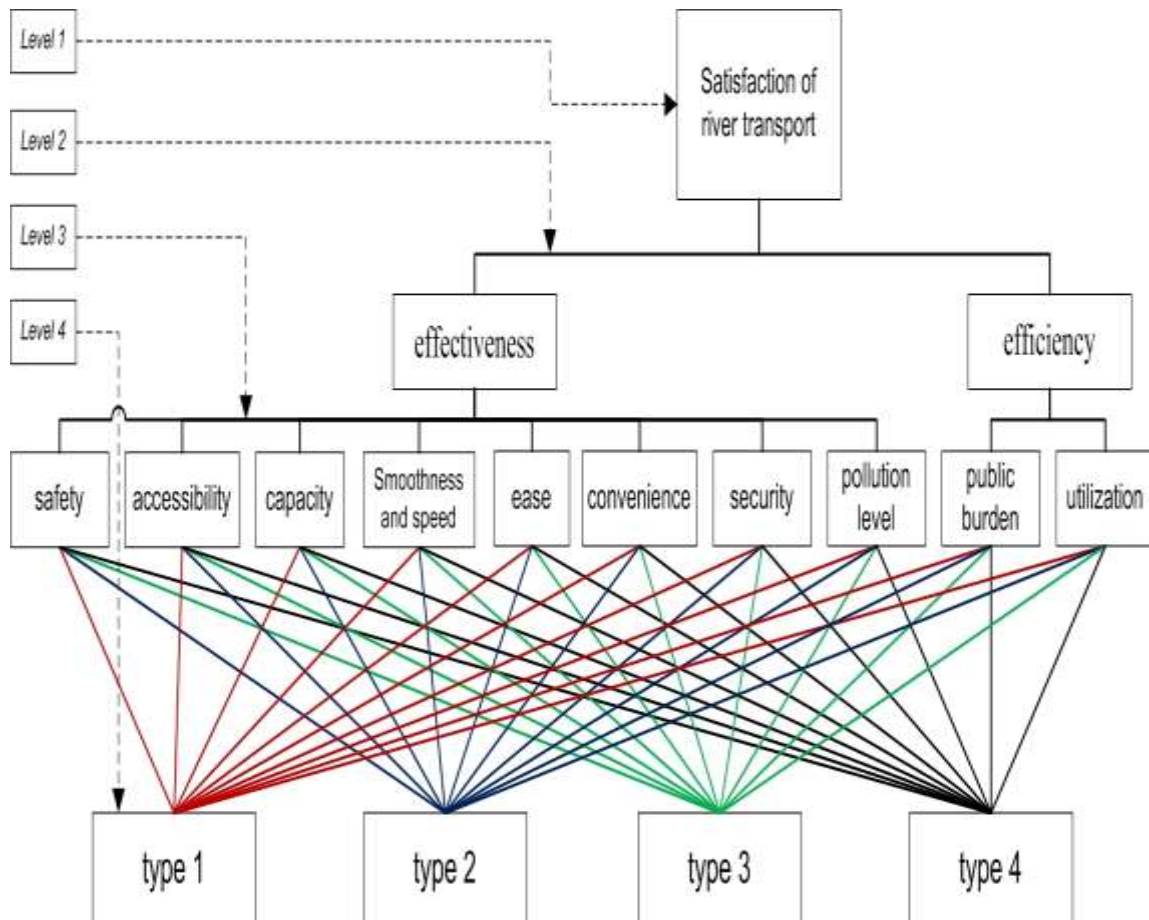 Level 1
Satisfaction of
river transport
Level 2
Level 3
Level 4
effectiveness
efficiency
safety
accessibility
capacity
Smoothness
and speed
ease
convenience
security
pollution
level
public
burden
utilization
type 1
type 2
type 3
type 4